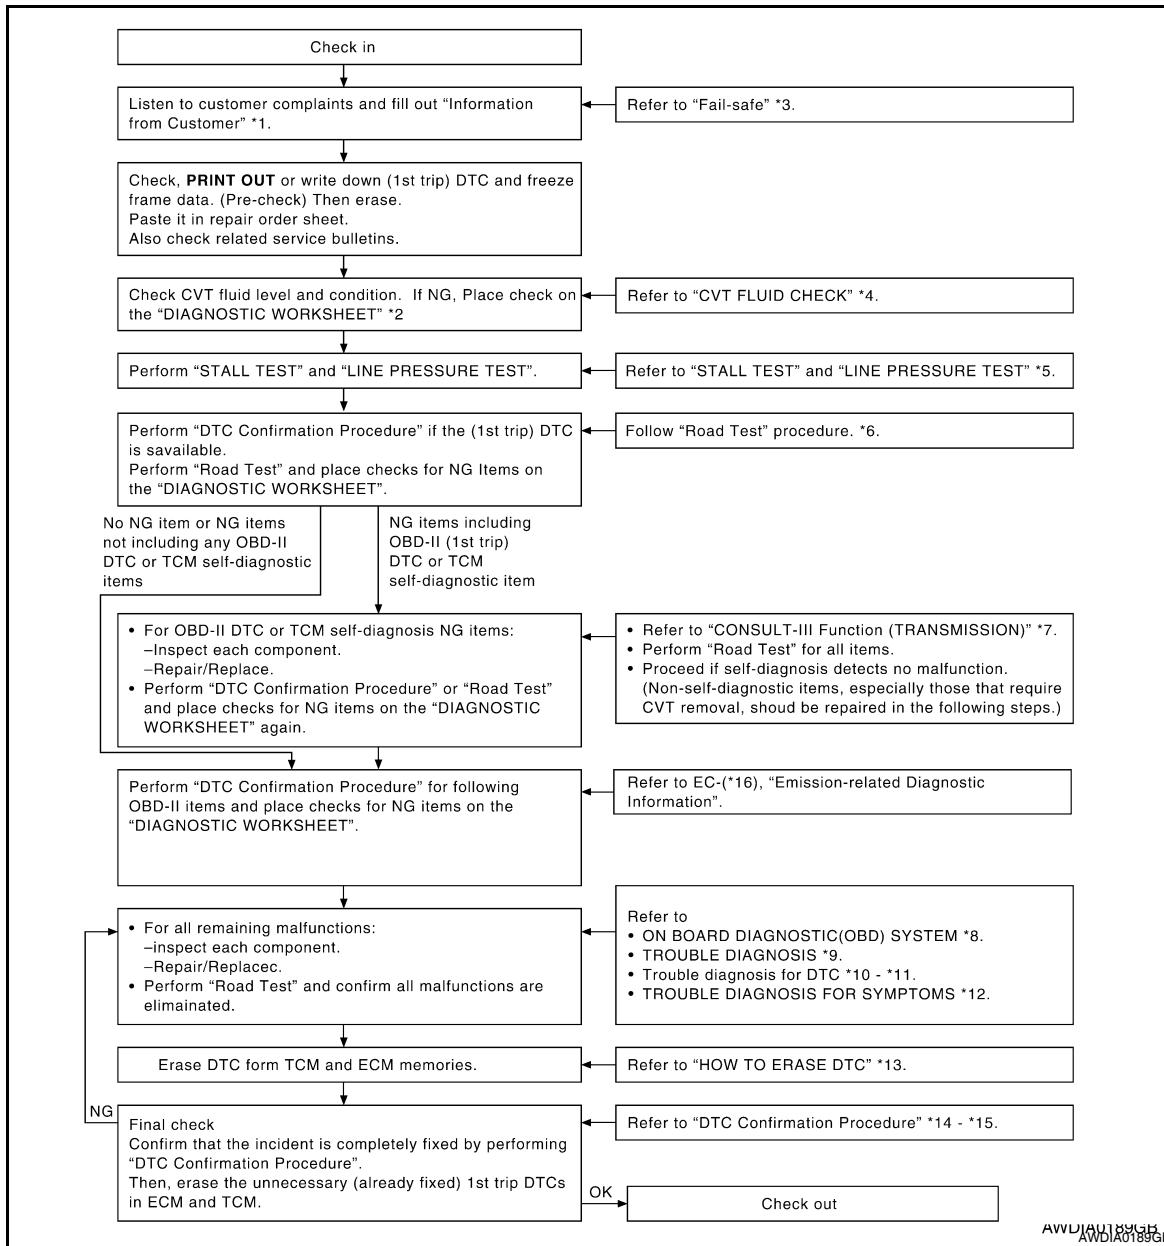 Check in
Listen to customer complaints and fill out “Information
from Customer” *1.
Refer to “Fail-safe” *3.
Check, PRINT OUT or write down (1st trip) DTC and freeze
frame data. (Pre-check) Then erase.
Paste it in repair order sheet.
Also check related service bulletins.
Check CVT fluid level and condition. If NG, Place check on
the “DIAGNOSTIC WORKSHEET” *2
Refer to “CVT FLUID CHECK” *4.
Perform “STALL TEST” and “LINE PRESSURE TEST”.
Refer to “STALL TEST” and “LINE PRESSURE TEST” *5.
Perform “DTC Confirmation Procedure” if the (1st trip) DTC
is savailable.
Perform “Road Test” and place checks for NG Items on
the “DIAGNOSTIC WORKSHEET”.
Follow “Road Test” procedure. *6.
No NG item or NG items
not including any OBD-II
DTC or TCM self-diagnostic
items
NG items including
OBD-II (1st trip)
DTC or TCM
self-diagnostic item
• For OBD-II DTC or TCM self-diagnosis NG items:
–Inspect each component.
–Repair/Replace.
• Perform “DTC Confirmation Procedure” or “Road Test”
and place checks for NG items on the “DIAGNOSTIC
WORKSHEET” again.
• Refer to “CONSULT-III Function (TRANSMISSION)” *7.
• Perform “Road Test” for all items.
• Proceed if self-diagnosis detects no malfunction.
(Non-self-diagnostic items, especially those that require
CVT removal, shoud be repaired in the following steps.)
Perform “DTC Confirmation Procedure” for following
OBD-II items and place checks for NG items on the
“DIAGNOSTIC WORKSHEET”.
Refer to EC-(*16), “Emission-related Diagnostic
Information”.
• For all remaining malfunctions:
–inspect each component.
–Repair/Replacec.
• Perform “Road Test” and confirm all malfunctions are
elimainated.
Refer to
• ON BOARD DIAGNOSTIC(OBD) SYSTEM *8.
• TROUBLE DIAGNOSIS *9.
• Trouble diagnosis for DTC *10 - *11.
• TROUBLE DIAGNOSIS FOR SYMPTOMS *12.
Erase DTC form TCM and ECM memories.
Refer to “HOW TO ERASE DTC” *13.
NG
Final check
Confirm that the incident is completely fixed by performing
“DTC Confirmation Procedure”.
Then, erase the unnecessary (already fixed) 1st trip DTCs
in ECM and TCM.
Refer to “DTC Confirmation Procedure” *14 - *15.
OK
Check out
AWDIA0189GB
AWDIA0189GB